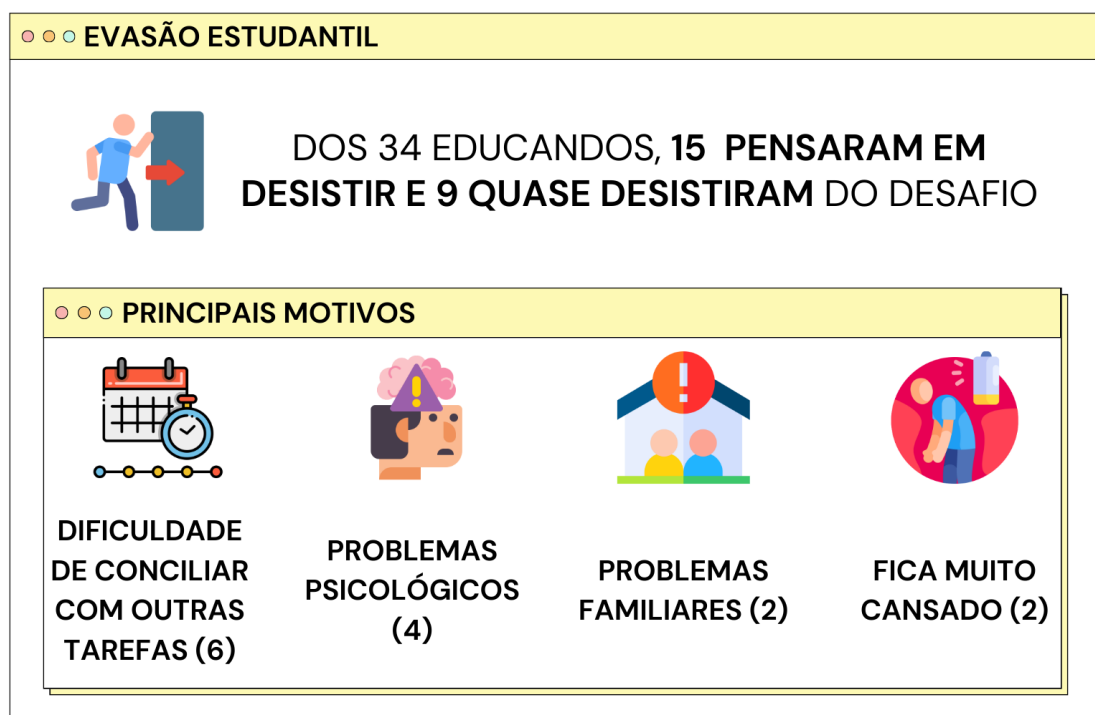 EVASÃO ESTUDANTIL
DOS 34 EDUCANDOS, 15 PENSARAM EM
DESISTIR E 9 QUASE DESISTIRAM DO DESAFIO
PRINCIPAIS MOTIVOS
DIFICULDADE
DE CONCILIAR
COM OUTRAS
TAREFAS (6)
PROBLEMAS
PSICOLÓGICOS
(4)
PROBLEMAS
FAMILIARES (2)
FICA MUITO
CANSADO (2)